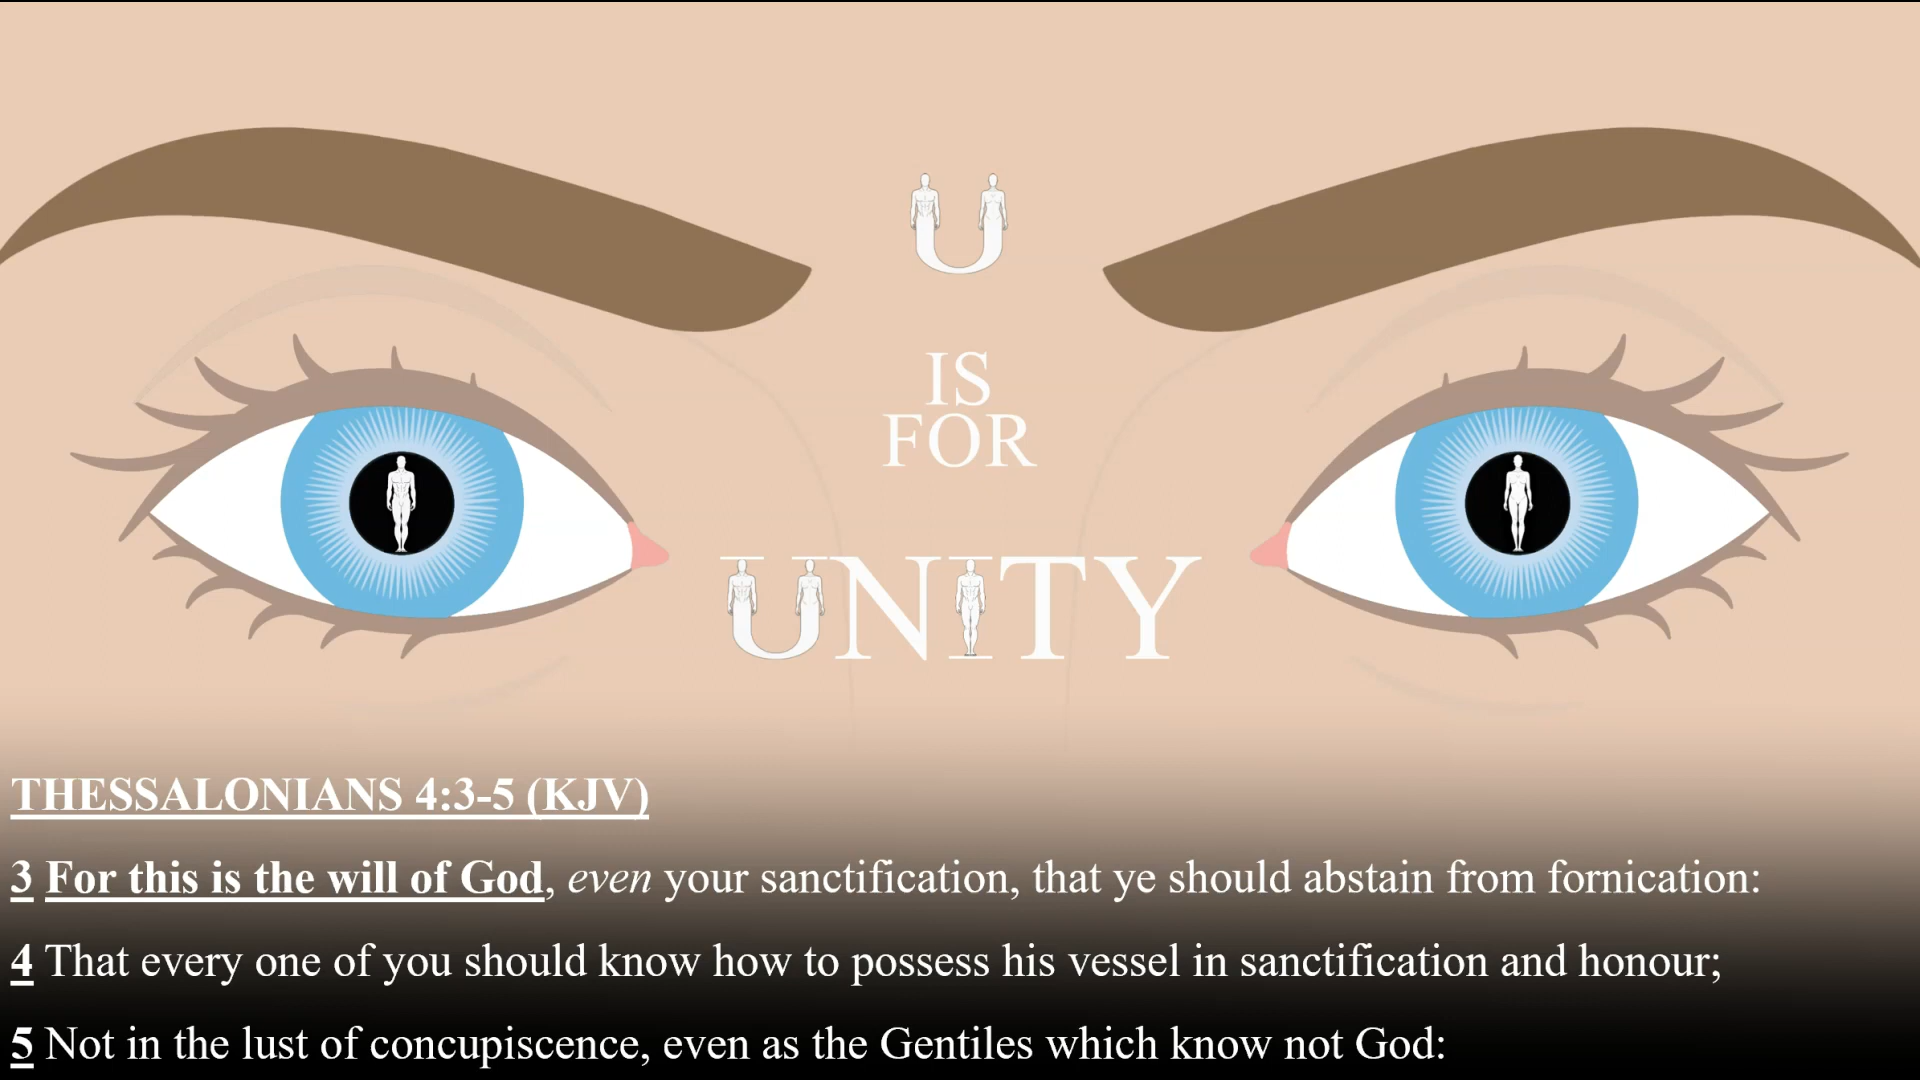 U
IS
FOR
UNITY
THESSALONIANS 4:3-5 (KJV)
3 For this is the will of God, even your sanctification, that ye should abstain from fornication:
4 That every one of you should know how to possess his vessel in sanctification and honour;
5 Not in the lust of concupiscence, even as the Gentiles which know not God: